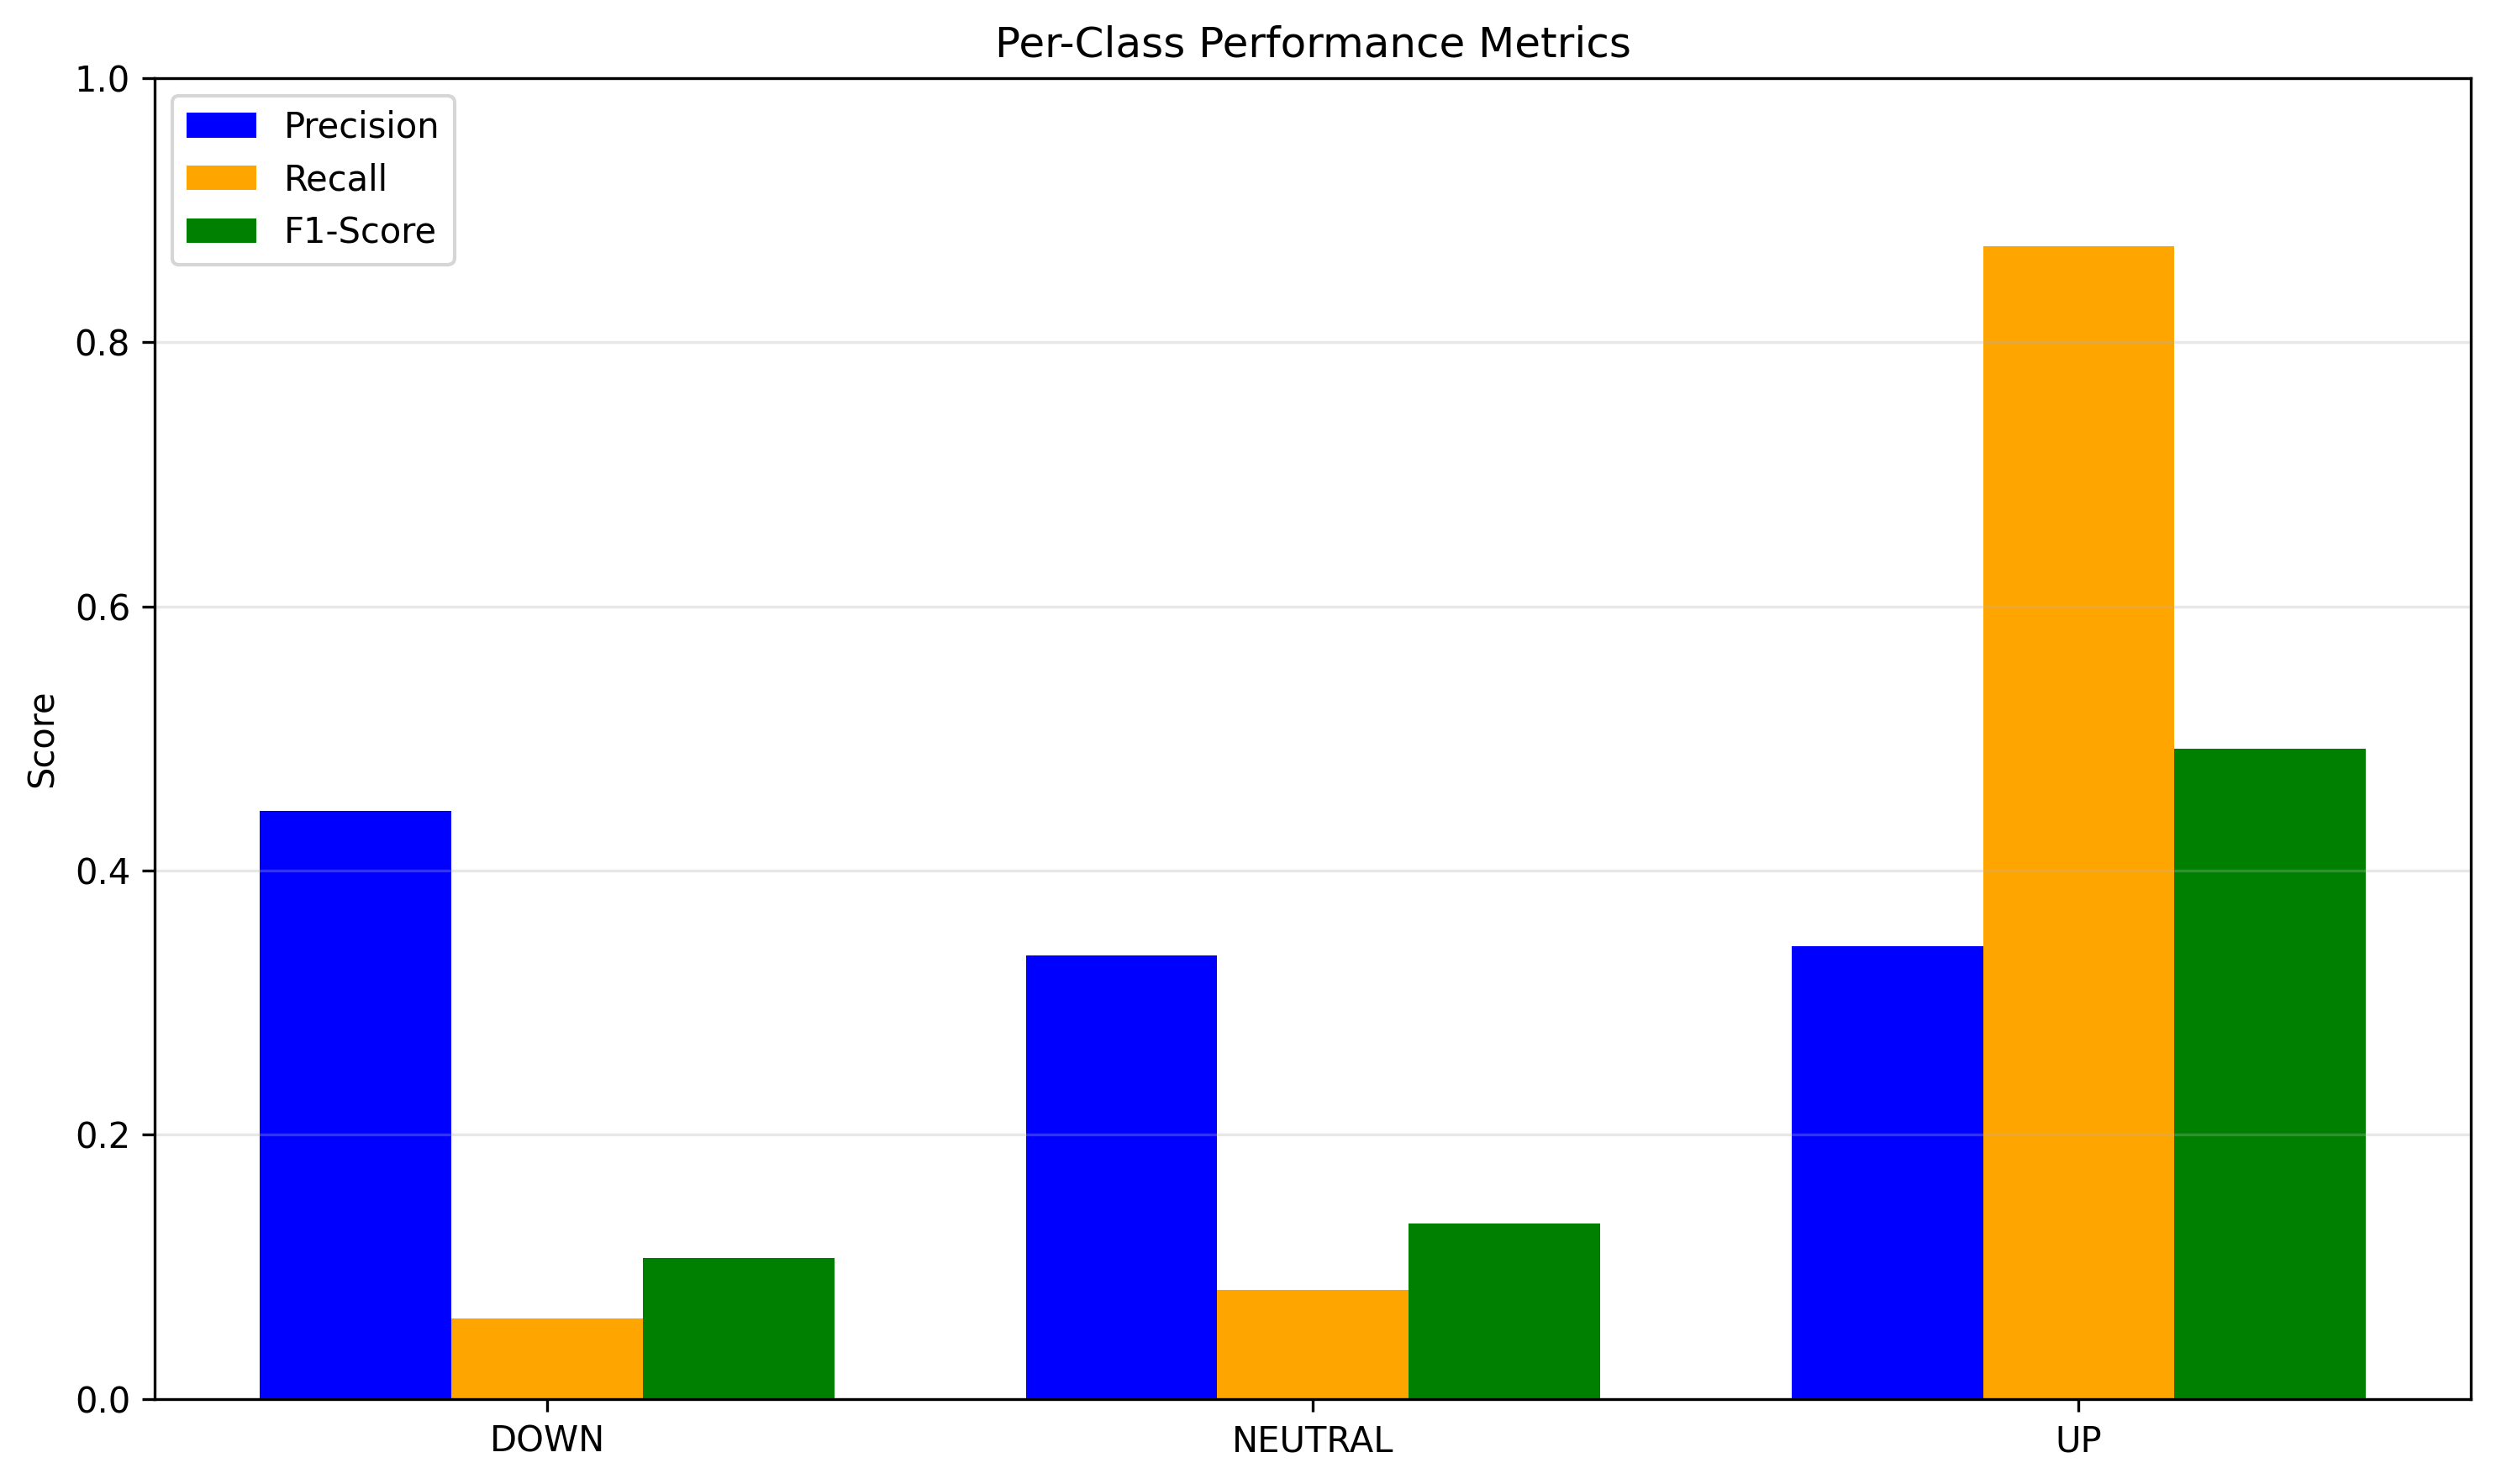 Per-Class Performance Metrics
Precision
Recall
F1-Score
Score
1.0
0.8
0.6
0.4
0.2
0.0
DOWN
NEUTRAL
UP